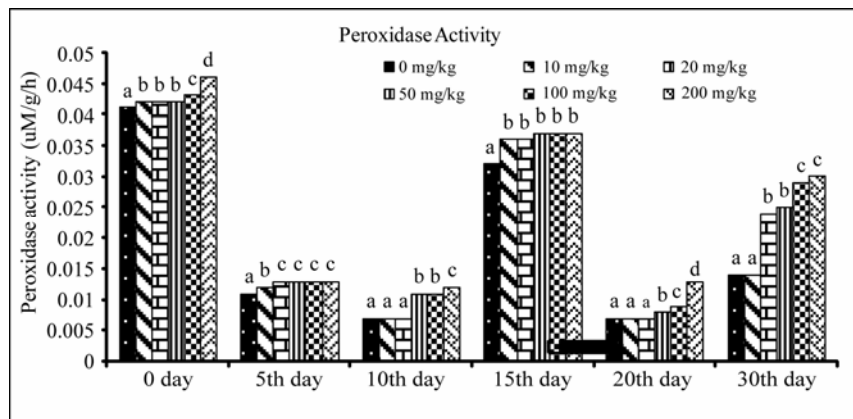 Peroxidase Activity
0 mg/kg 10 mg/kg 20 mg/kg
50 mg/kg 100 mg/kg 200 mg/kg
Peroxidase activity (uM/g/h)
0.05
0.045
0.04
0.035
0.03
0.025
0.02
0.015
0.01
0.005
0
a b b b c d
a b c c c c
a a a b b c
a b b b b b
a a a b c d
a a b b c c
0 day 5th day 10th day 15th day 20th day 30th day